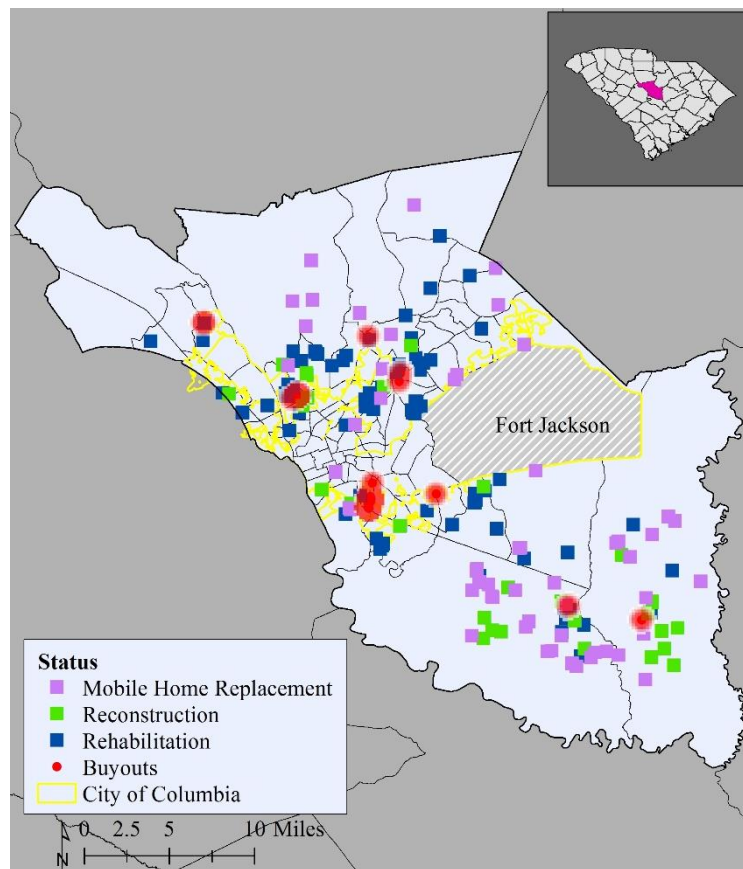 Fort Jackson
Status
Mobile Home Replacement
Reconstruction
Rehabilitation
Buyouts
City of Columbia
0 2.5 5 10 Miles
N